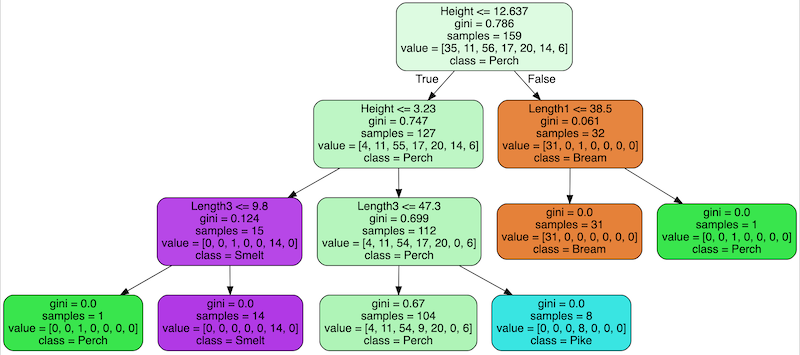 Height <= 12.637
gini = 0.786
samples = 159
value = [35, 11, 56, 17, 20, 14, 6]
class = Perch
True
False
Height <= 3.23
gini = 0.747
samples = 127
value = [4, 11, 55, 17, 20, 14, 6]
class = Perch
Length1 <= 38.5
gini = 0.061
samples = 32
value = [31, 0, 1, 0, 0, 0, 0]
class = Bream
Length3 <= 9.8
gini = 0.124
samples = 15
value = [0, 0, 1, 0, 0, 14, 0]
class = Smelt
Length3 <= 47.3
gini = 0.699
samples = 112
value = [4, 11, 54, 17, 20, 0, 6]
class = Perch
gini = 0.0
samples = 31
value = [31, 0, 0, 0, 0, 0, 0]
class = Bream
gini = 0.0
samples = 1
value = [0, 0, 1, 0, 0, 0, 0]
class = Perch
gini = 0.0
samples = 1
value = [0, 0, 1, 0, 0, 0, 0]
class = Perch
gini = 0.0
samples = 14
value = [0, 0, 0, 0, 0, 14, 0]
class = Smelt
gini = 0.67
samples = 104
value = [4, 11, 54, 9, 20, 0, 6]
class = Perch
gini = 0.0
samples = 8
value = [0, 0, 0, 8, 0, 0, 0]
class = Pike